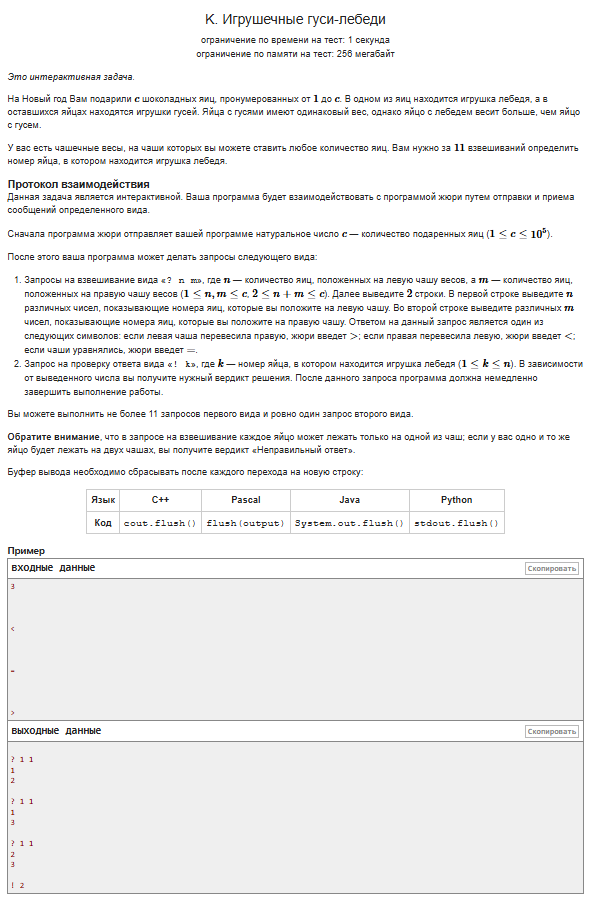 K. Игрушечные гуси-лебеди
ограничение по времени на тест: 1 секунда
ограничение по памяти на тест: 256 мегабайт
Это интерактивная задача.
На Новый год Вам подарили c шоколадных яиц, пронумерованных от 1 до c. В одном из яиц находится игрушка лебедя, а в
оставшихся яйцах находятся игрушки гусей. Яйца с гусями имеют одинаковый вес, однако яйцо с лебедем весит больше, чем яйцо
с гусем.
У вас есть чашечные весы, на чаши которых вы можете ставить любое количество яиц. Вам нужно за 11 взвешиваний определить
номер яйца, в котором находится игрушка лебедя.
Протокол взаимодействия
Данная задача является интерактивной. Ваша программа будет взаимодействовать с программой жюри путем отправки и приема
сообщений определенного вида.
Сначала программа жюри отправляет вашей программе натуральное число c — количество подаренных яиц (1 ≤ c ≤ 10⁵).
После этого ваша программа может делать запросы следующего вида:
1. Запросы на взвешивание вида «? n m», где n — количество яиц, положенных на левую чашу весов, а m — количество яиц,
положенных на правую чашу весов (1 ≤ n, m ≤ c, 2 ≤ n + m ≤ c). Далее выведите 2 строки. В первой строке выведите n
различных чисел, показывающие номера яиц, которые вы положите на левую чашу. Во второй строке выведите различных m
чисел, показывающие номера яиц, которые вы положите на правую чашу. Ответом на данный запрос является один из
следующих символов: если левая чаша перевесила правую, жюри введет >; если правая перевесила левую, жюри введет <;
если чаши уравнялись, жюри введет =.
2. Запрос на проверку ответа вида «! k», где k — номер яйца, в котором находится игрушка лебедя (1 ≤ k ≤ n). В зависимости
от выведенного числа вы получите нужный вердикт решения. После данного запроса программа должна немедленно
завершить выполнение работы.
Вы можете выполнить не более 11 запросов первого вида и ровно один запрос второго вида.
Обратите внимание, что в запросе на взвешивание каждое яйцо может лежать только на одной из чаш; если у вас одно и то же
яйцо будет лежать на двух чашах, вы получите вердикт «Неправильный ответ».
Буфер вывода необходимо сбрасывать после каждого перехода на новую строку:
Язык C++ Pascal Java Python
Код cout.flush() flush(output) System.out.flush() stdout.flush()
Пример
входные данные Скопировать
3
<
=
>
выходные данные Скопировать
? 1 1
1
2
? 1 1
1
3
? 1 1
2
3
! 2